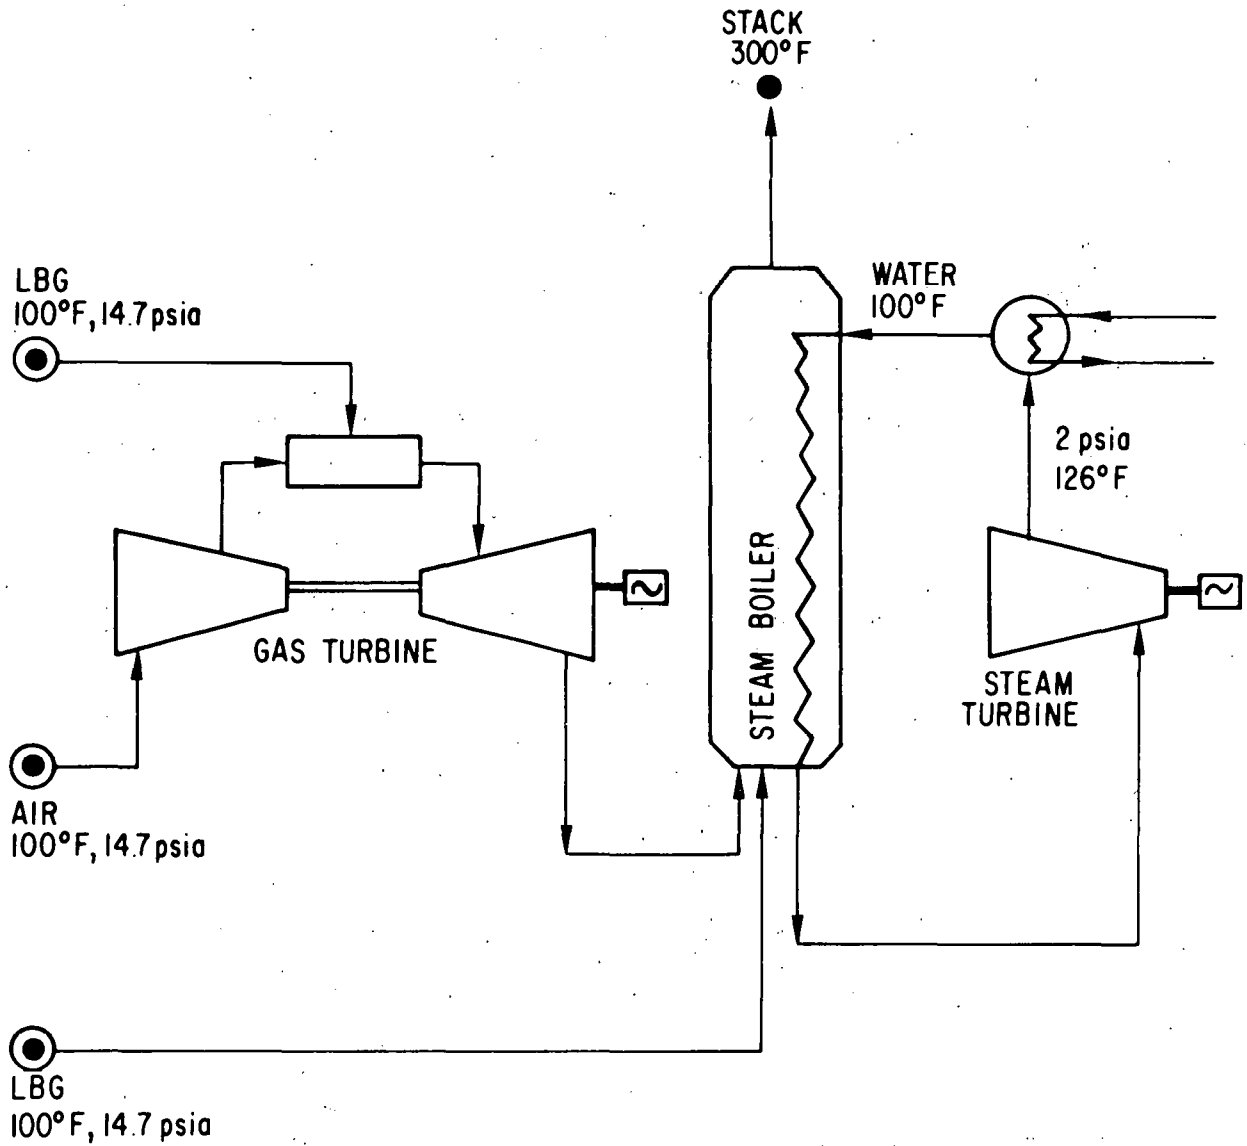 STACK
300°F
LBG
100°F, 14.7 psia
WATER
100°F
2 psia
126°F
GAS TURBINE
STEAM BOILER
STEAM
TURBINE
AIR
100°F, 14.7 psia
LBG
100°F, 14.7 psia